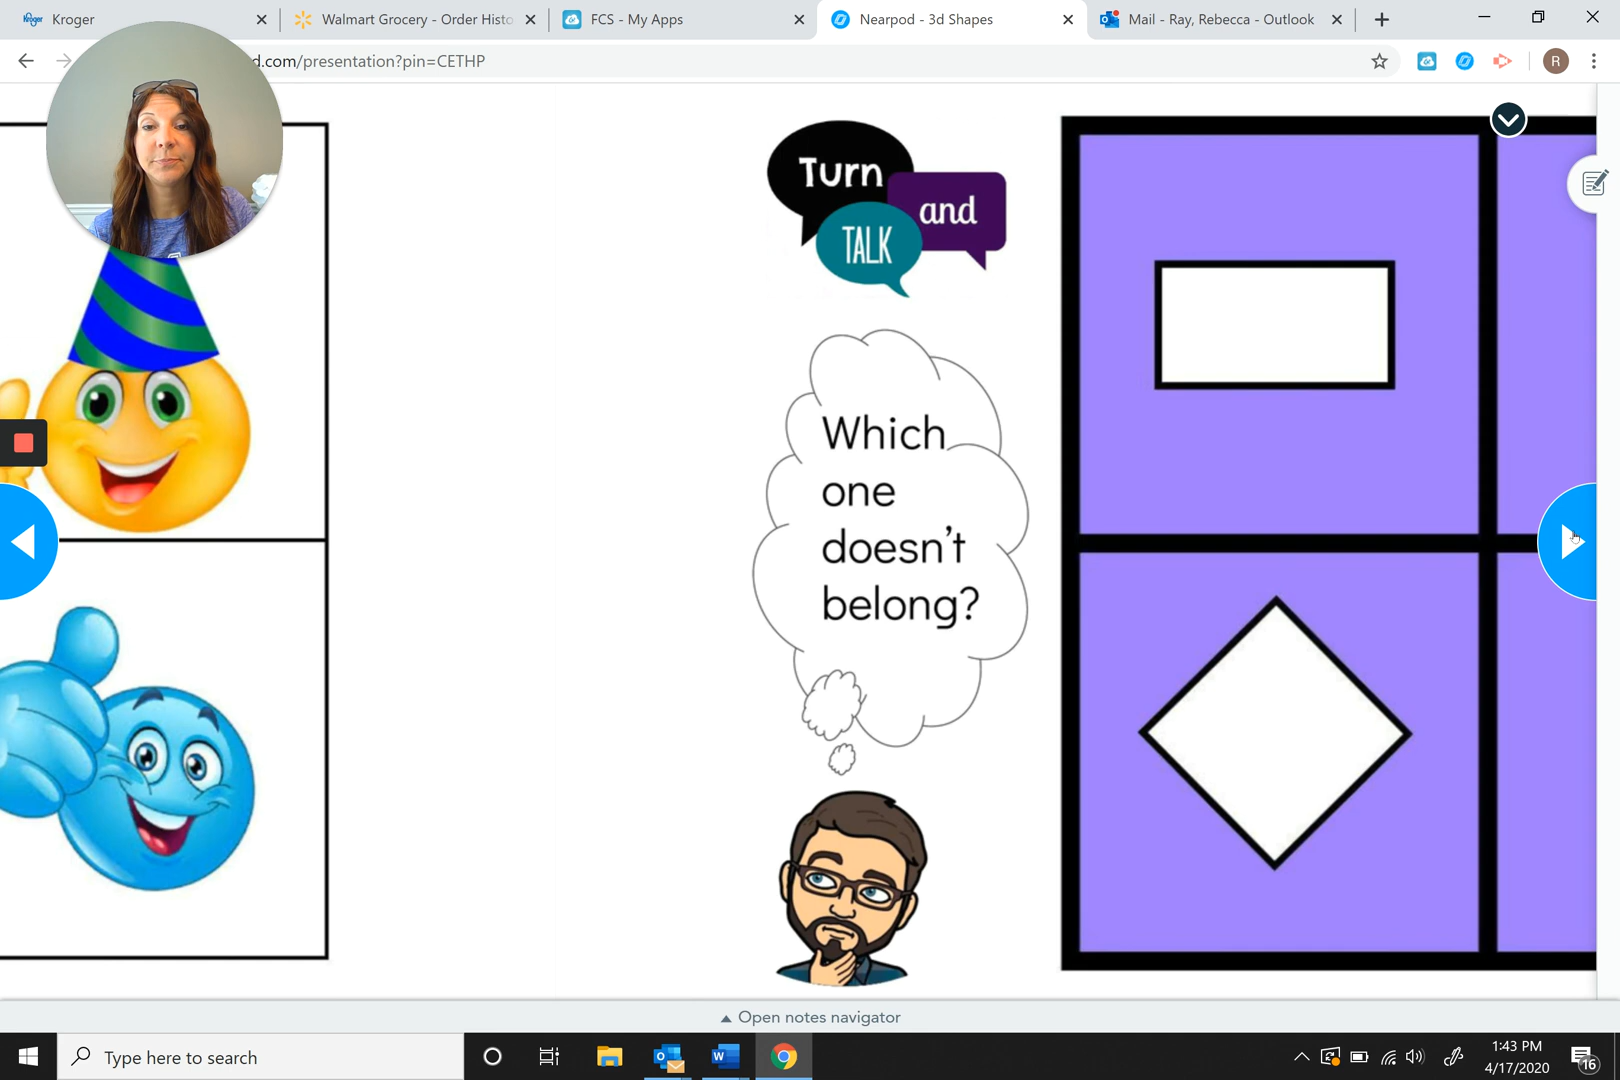 Kroger
Kroger
Walmart Grocery - Order Histo
FCS - My Apps
Nearpod - 3d Shapes
Mail - Ray, Rebecca - Outlook
d.com/presentation?pin=CETHP
R
Turn
and
TALK
Which
one
doesn't
belong?
Open notes navigator
Type here to search
W
1:43 PM
4/17/2020
16